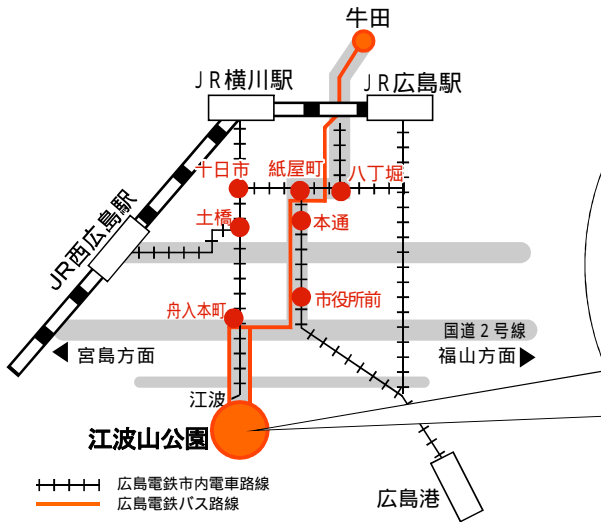 牛田
JR横川駅
JR広島駅
十日市
紙屋町
八丁堀
土橋
本通
JR西広島駅
舟入本町
市役所前
国道2号線
宮島方面
福山方面
江波
江波山公園
広島電鉄市内電車路線
広島電鉄バス路線
広島港